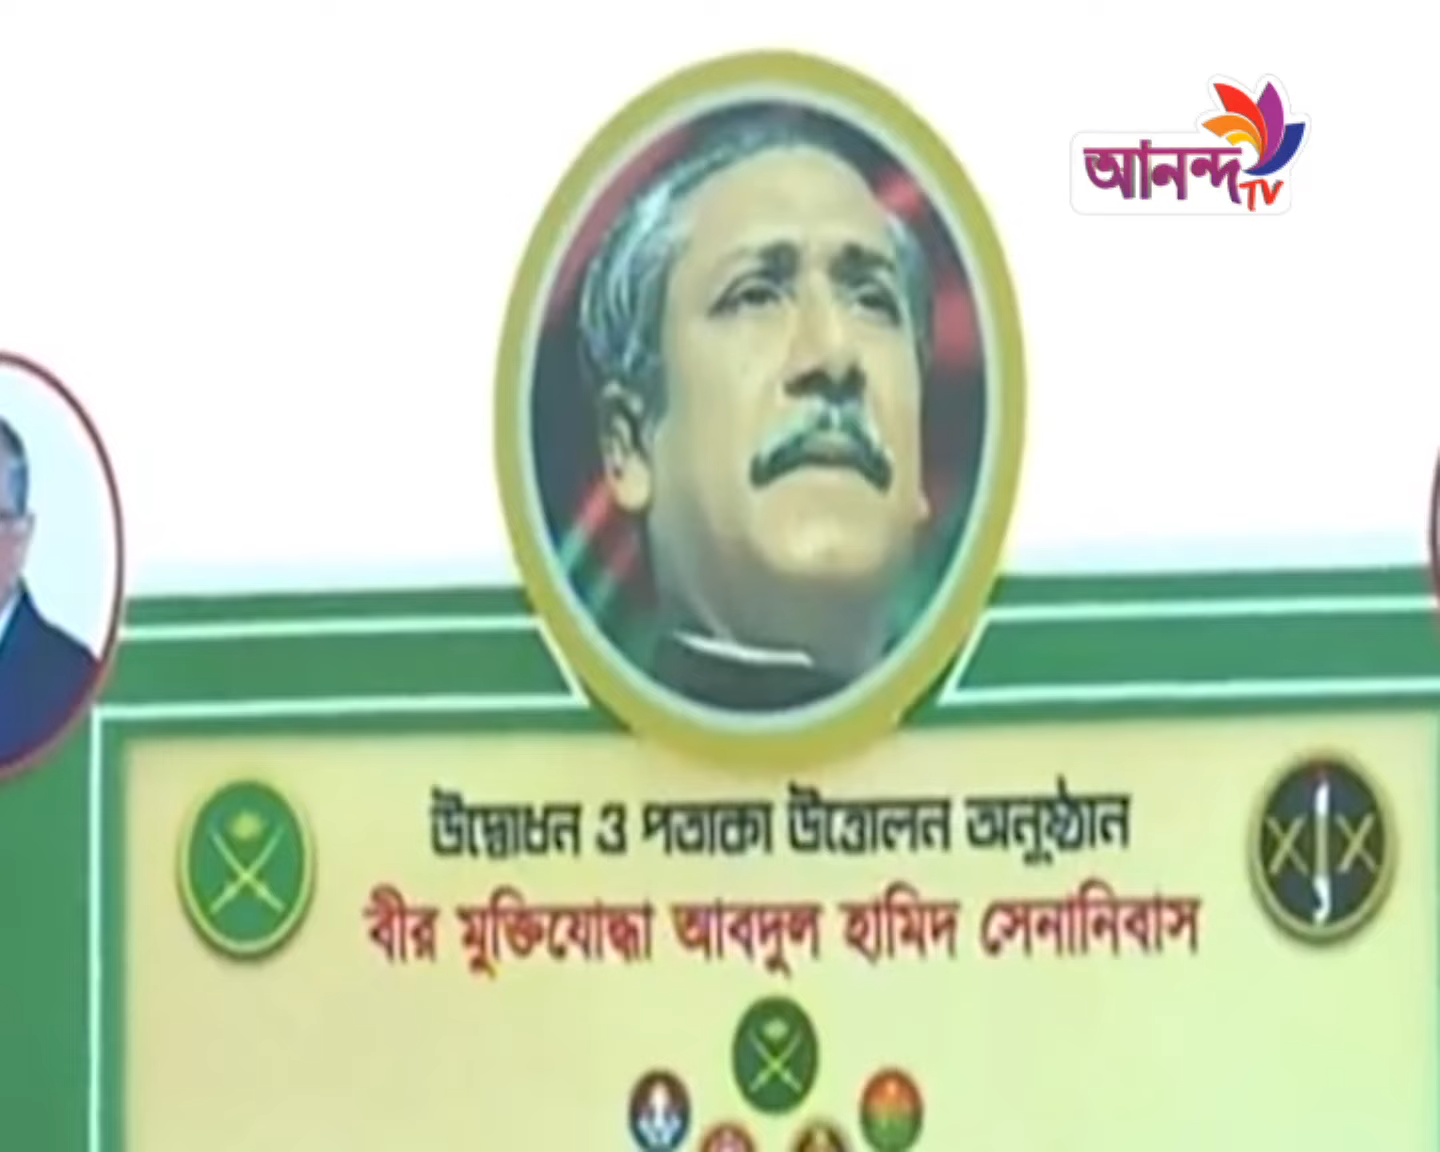 আনন্দ TV
উদ্বোধন ও পতাকা উত্তোলন অনুষ্ঠান
বীর মুক্তিযোদ্ধা আবদুল হামিদ সেনানিবাস